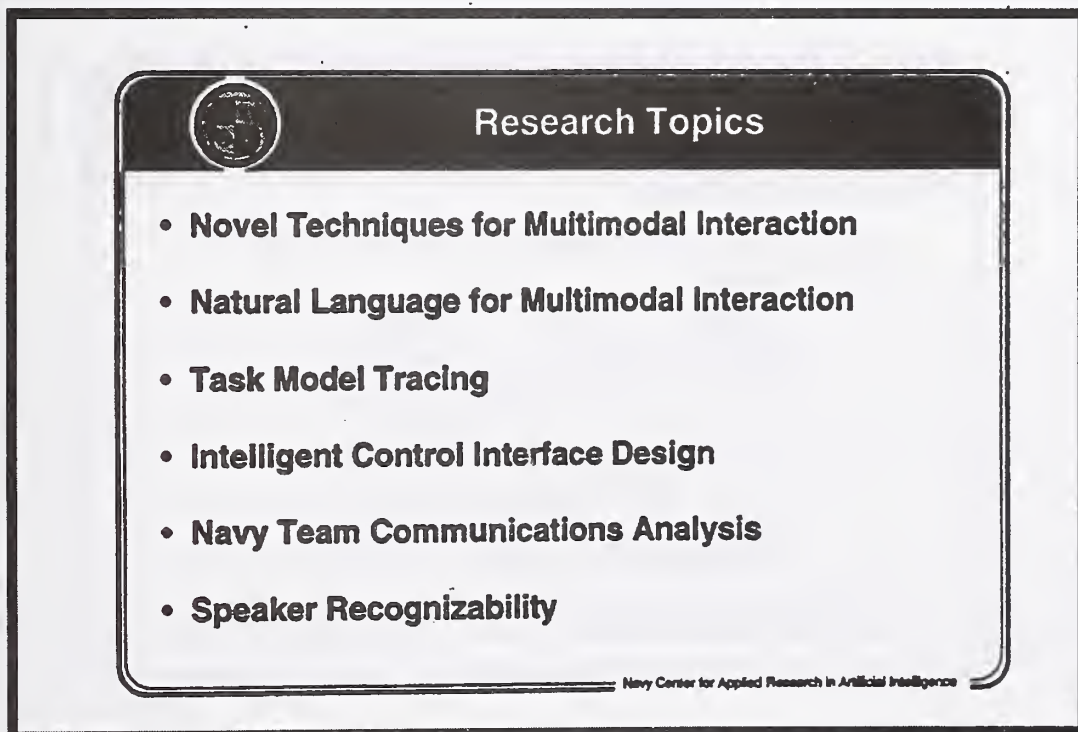 Research Topics
• Novel Techniques for Multimodal Interaction
• Natural Language for Multimodal Interaction
• Task Model Tracing
• Intelligent Control Interface Design
• Navy Team Communications Analysis
• Speaker Recognizability
Navy Center for Applied Research in Artificial Intelligence